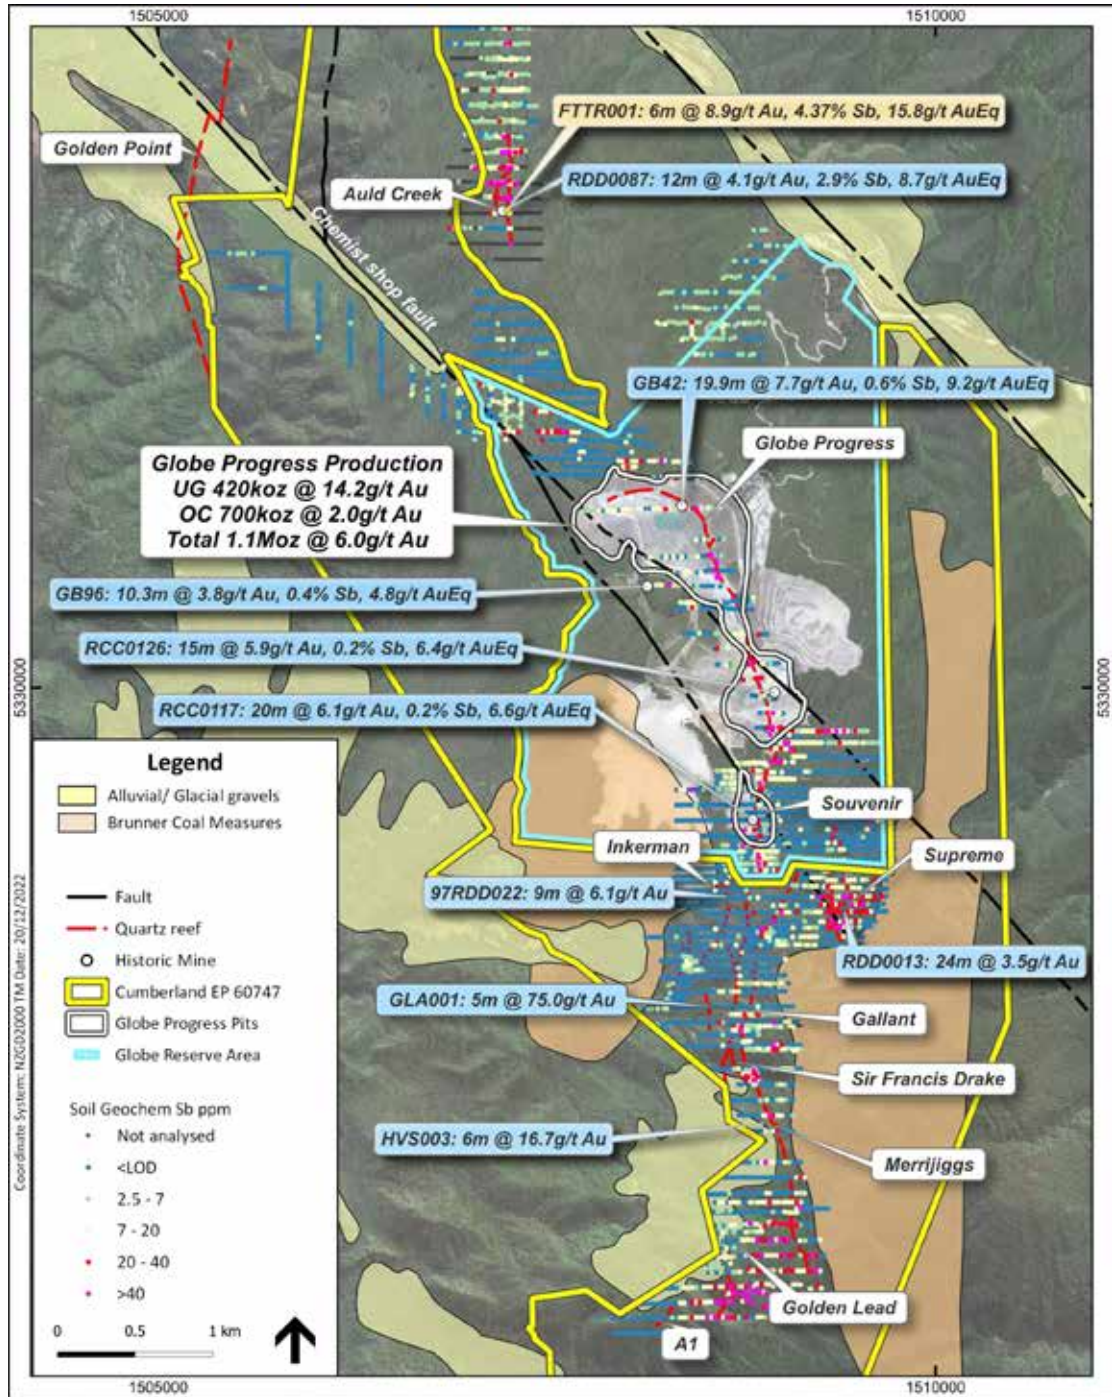 1505000
1510000
FTTR001: 6m @ 8.9g/t Au, 4.37% Sb, 15.8g/t AuEq
Golden Point
RDD0087: 12m @ 4.1g/t Au, 2.9% Sb, 8.7g/t AuEq
Auld Creek
Chemist shop fault
GB42: 19.9m @ 7.7g/t Au, 0.6% Sb, 9.2g/t AuEq
Globe Progress
Globe Progress Production
UG 420koz @ 14.2g/t Au
OC 700koz @ 2.0g/t Au
Total 1.1Moz @ 6.0g/t Au
GB96: 10.3m @ 3.8g/t Au, 0.4% Sb, 4.8g/t AuEq
RCC0126: 15m @ 5.9g/t Au, 0.2% Sb, 6.4g/t AuEq
5330000
5330000
RCC0117: 20m @ 6.1g/t Au, 0.2% Sb, 6.6g/t AuEq
Souvenir
Inkerman
Supreme
97RDD022: 9m @ 6.1g/t Au
RDD0013: 24m @ 3.5g/t Au
GLA001: 5m @ 75.0g/t Au
Gallant
Sir Francis Drake
HVS003: 6m @ 16.7g/t Au
Merrijiggs
Golden Lead
A1
Legend
Alluvial/ Glacial gravels
Brunner Coal Measures
Fault
Quartz reef
Historic Mine
Cumberland EP 60747
Globe Progress Pits
Globe Reserve Area
Soil Geochem Sb ppm
Not analysed
<LOD
2.5 - 7
7 - 20
20 - 40
>40
0 0.5 1 km
Coordinate System: NZGD2000 TM Date: 20/12/2022
1505000
1510000